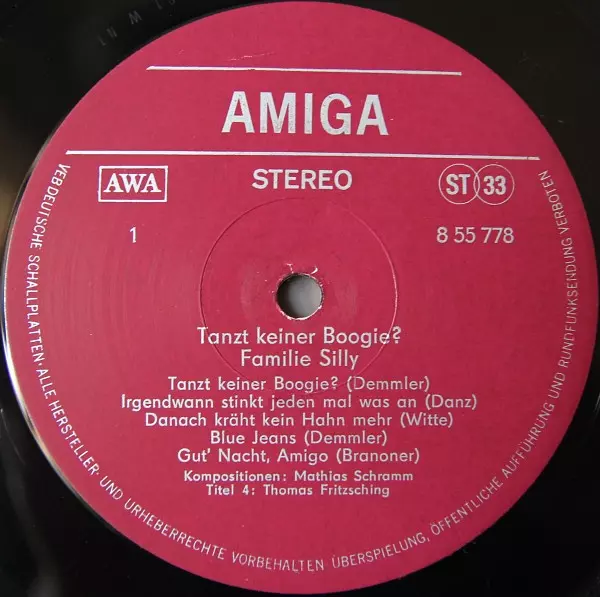 AMIGA
AWA
STEREO
ST 33
1
8 55 778
Tanzt keiner Boogie?
Familie Silly
Tanzt keiner Boogie? (Demmler)
Irgendwann stinkt jeden mal was an (Danz)
Danach kräht kein Hahn mehr (Witte)
Blue Jeans (Demmler)
Gut' Nacht, Amigo (Branoner)
Kompositionen: Mathias Schramm
Titel 4: Thomas Fritzsching
VEB DEUTSCHE SCHALLPLATTEN · ALLE HERSTELLER- UND URHEBERRECHTE VORBEHALTEN ÜBERSPIELUNG, ÖFFENTLICHE AUFFÜHRUNG UND RUNDFUNKSENDUNG VERBOTEN